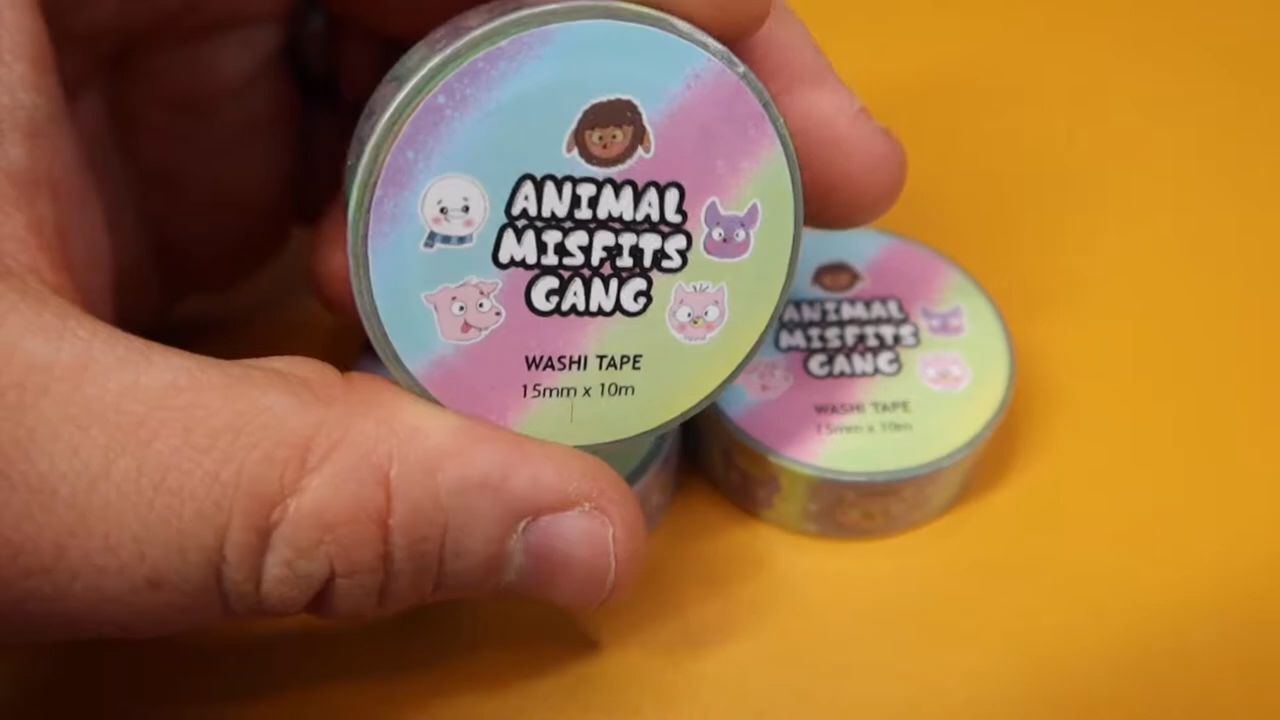 ANIMAL
MISFITS
GANG
WASHI TAPE
15mm x 10m
ANIMAL
MISFITS
GANG
WASHI TAPE
15mm x 10m